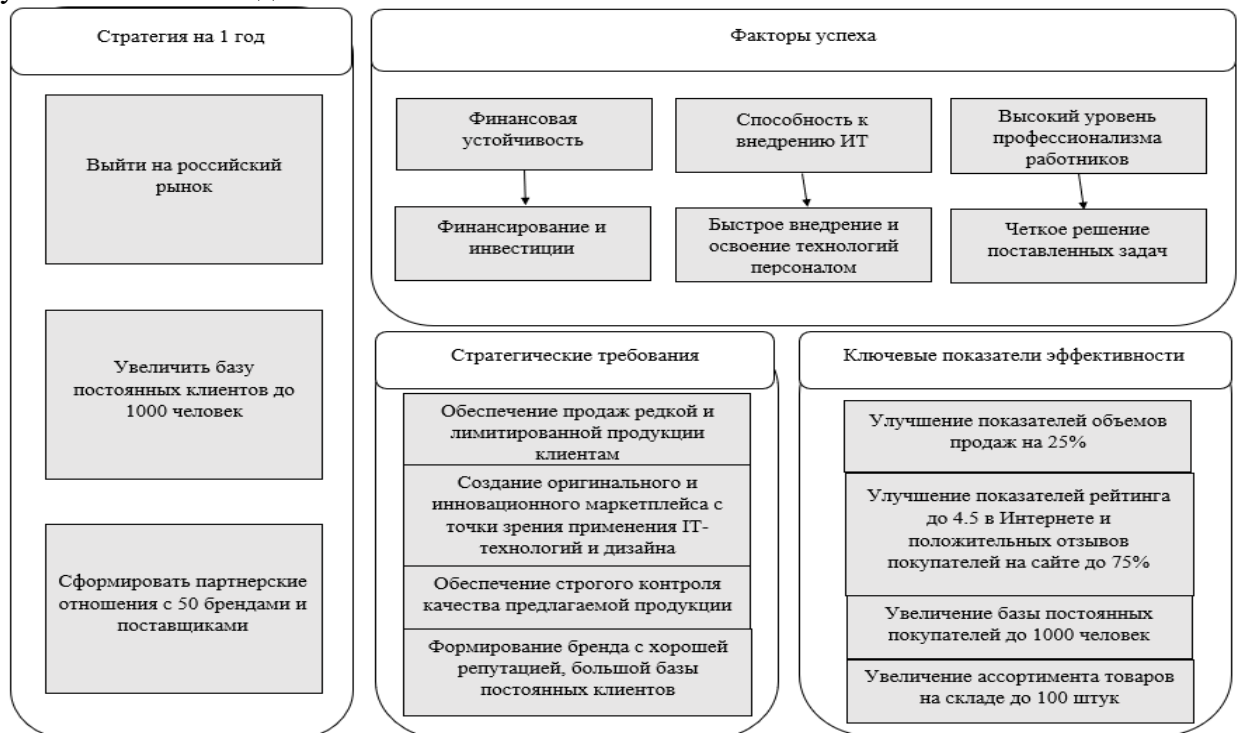 Стратегия на 1 год
Выйти на российский
рынок
Увеличить базу
постоянных клиентов до
1000 человек
Сформировать партнерские
отношения с 50 брендами и
поставщиками
Факторы успеха
Финансовая
устойчивость
Способность к
внедрению ИТ
Высокий уровень
профессионализма
работников
Финансирование и
инвестиции
Быстрое внедрение и
освоение технологий
персоналом
Четкое решение
поставленных задач
Стратегические требования
Обеспечение продаж редкой и
лимитированной продукции
клиентам
Создание оригинального и
инновационного маркетплейса с
точки зрения применения IT-
технологий и дизайна
Обеспечение строгого контроля
качества предлагаемой продукции
Формирование бренда с хорошей
репутацией, большой базы
постоянных клиентов
Ключевые показатели эффективности
Улучшение показателей объемов
продаж на 25%
Улучшение показателей рейтинга
до 4.5 в Интернете и
положительных отзывов
покупателей на сайте до 75%
Увеличение базы постоянных
покупателей до 1000 человек
Увеличение ассортимента товаров
на складе до 100 штук